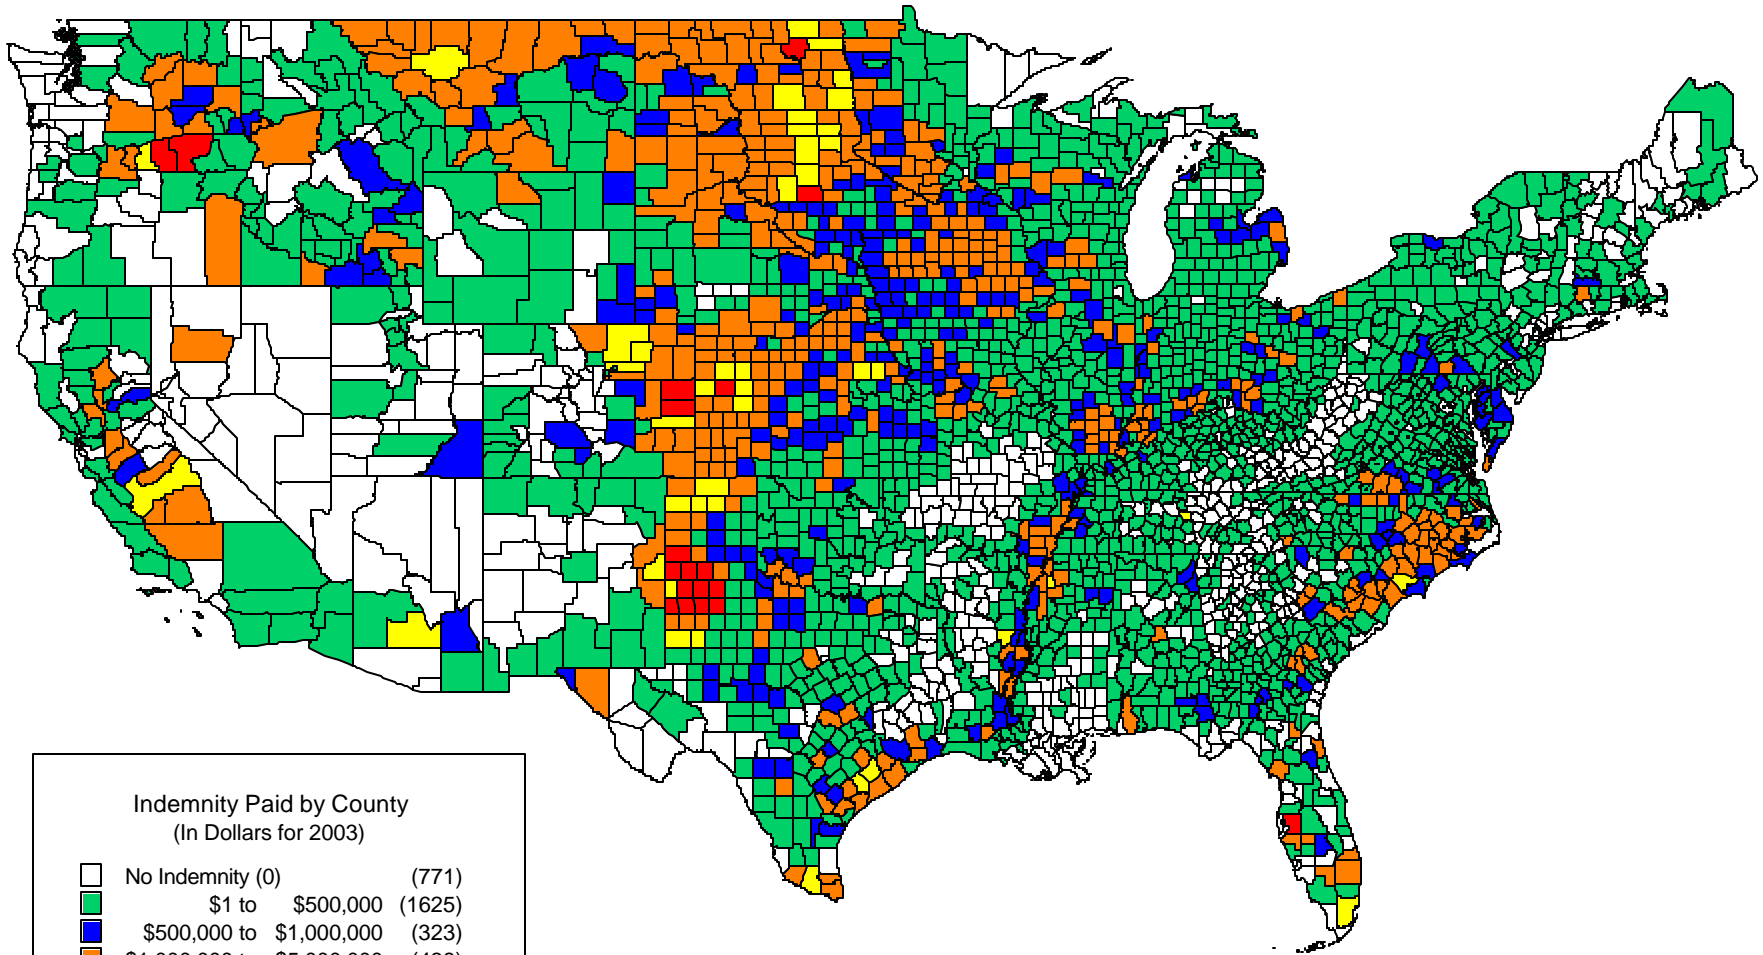 Indemnity Paid by County
(In Dollars for 2003)
No Indemnity (0) (771)
$1 to $500,000 (1625)
$500,000 to $1,000,000 (323)